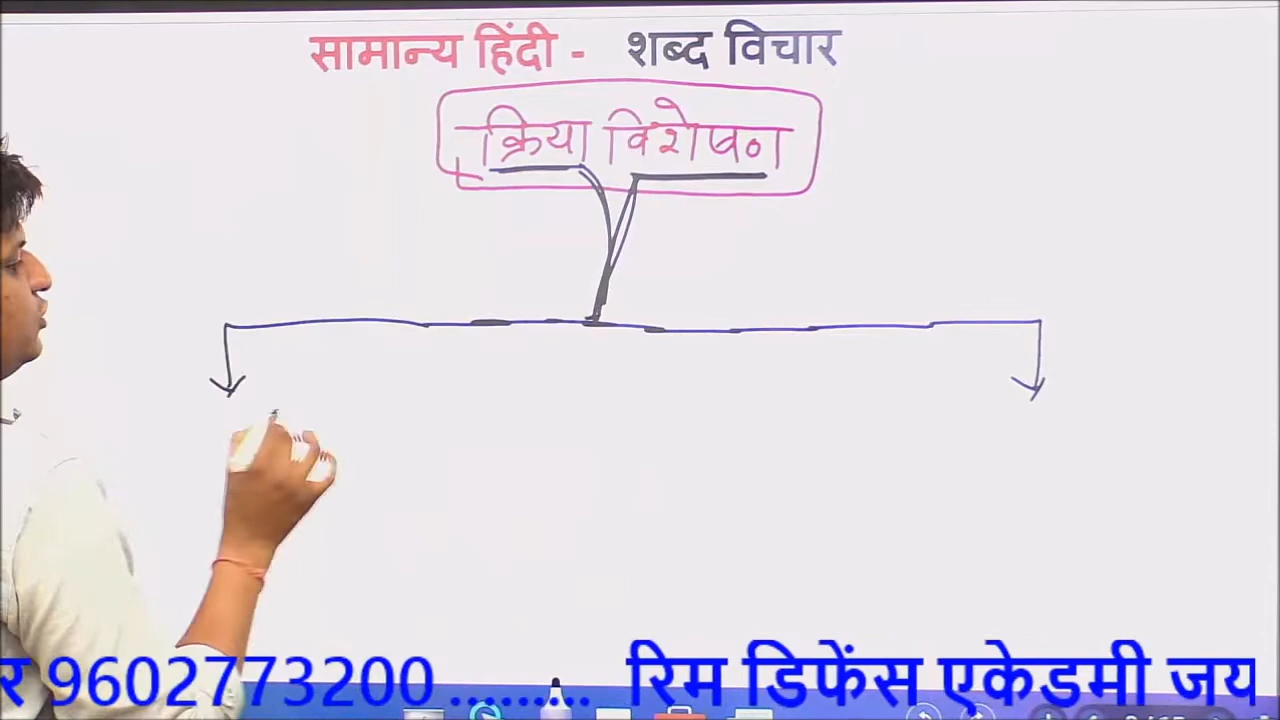 सामान्य हिंदी - शब्द विचार
क्रिया विशेषण
र 9602773200 ......... रिम डिफेंस एकेडमी जय